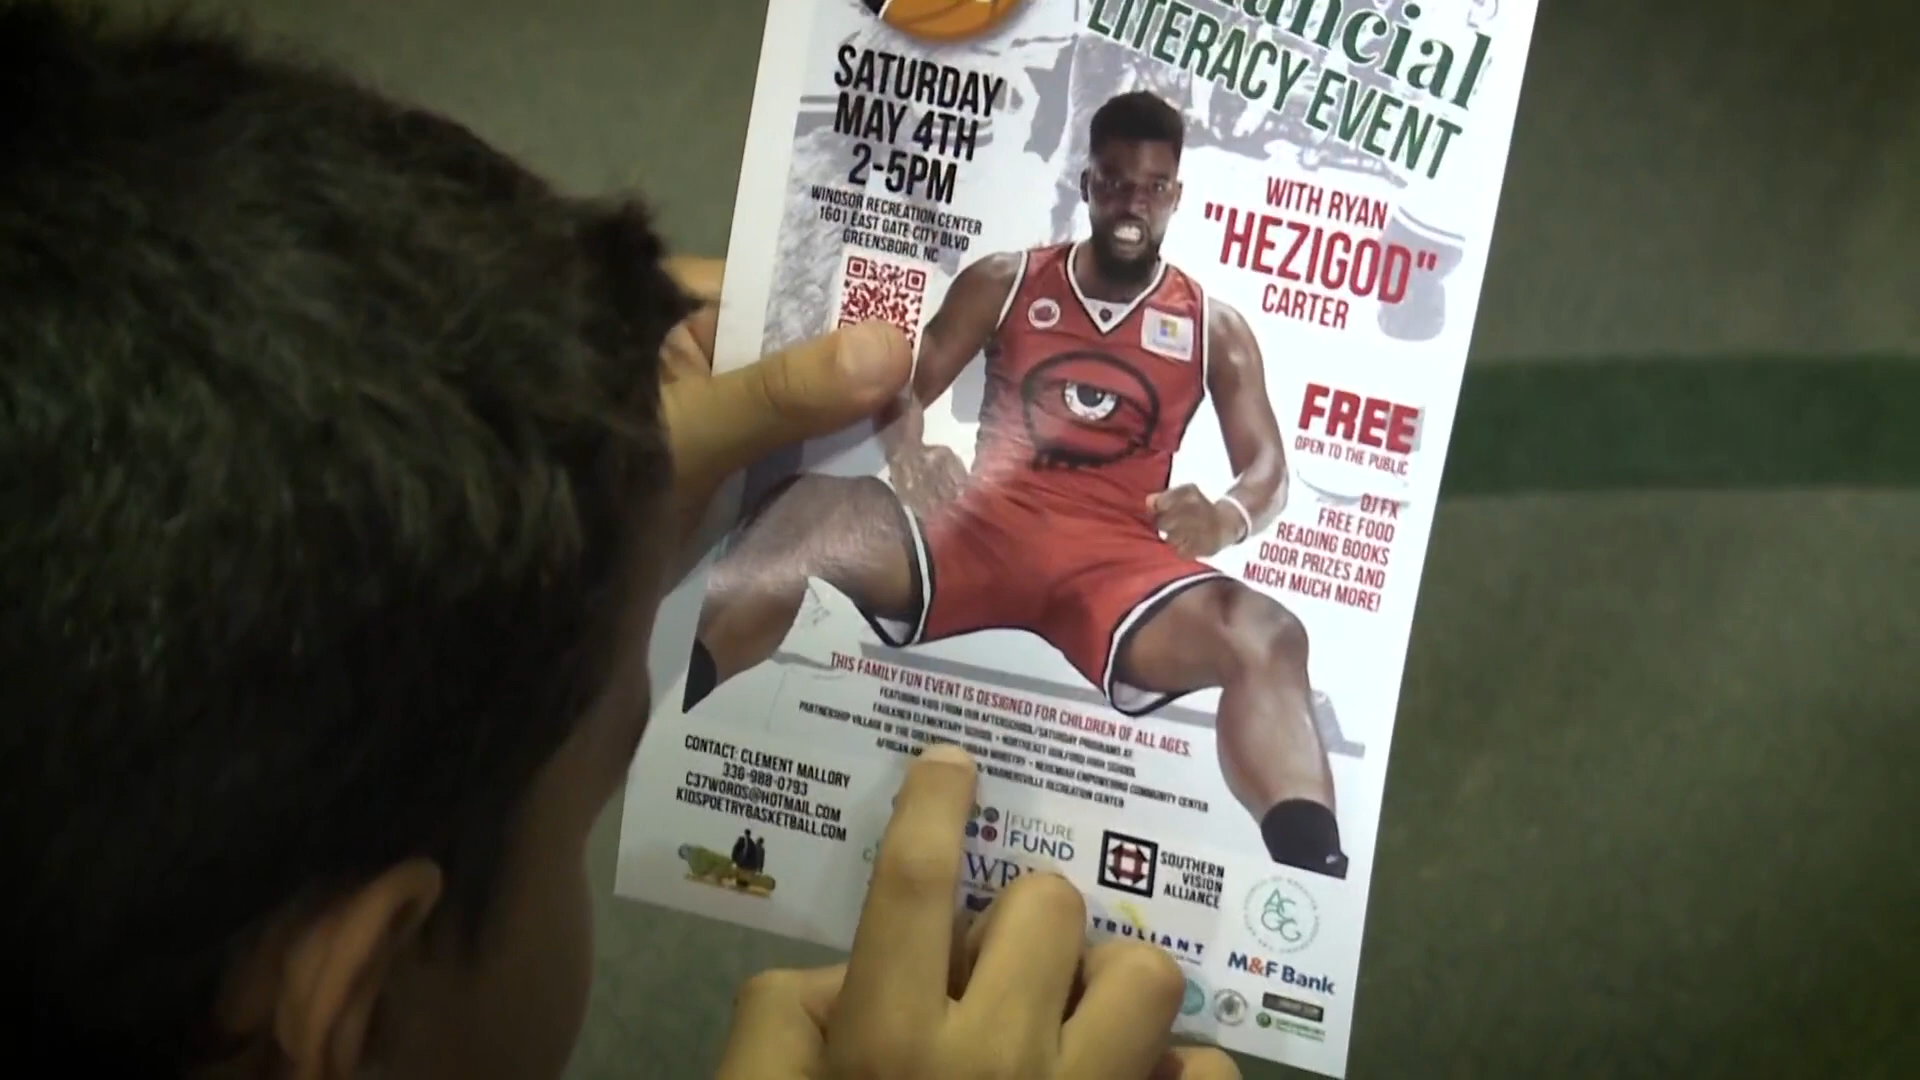 ancial
LITERACY EVENT
SATURDAY
MAY 4TH
2-5PM
WINDSOR RECREATION CENTER
1601 EAST GATE CITY BLVD
GREENSBORO, NC
WITH RYAN
"HEZIGOD"
CARTER
FREE
OPEN TO THE PUBLIC
DJ FX
FREE FOOD
READING BOOKS
DOOR PRIZES AND
MUCH MUCH MORE!
THIS FAMILY FUN EVENT IS DESIGNED FOR CHILDREN OF ALL AGES.
FEATURING KIDS FROM OUR AFTERSCHOOL/SATURDAY PROGRAMS AT
FAULKNER ELEMENTARY SCHOOL • NORTHEAST GUILFORD HIGH SCHOOL
PARTNERSHIP VILLAGE OF THE GREENSBORO URBAN MINISTRY • NEHEMIAH EMPOWERING COMMUNITY CENTER
AFRICAN /WARNERSVILLE RECREATION CENTER
CONTACT: CLEMENT MALLORY
336-988-0793
C37WORDS@HOTMAIL.COM
KIDSPOETRYBASKETBALL.COM
FUTURE
FUND
SOUTHERN
VISION
ALLIANCE
ACGG
TRULIANT
M&F Bank